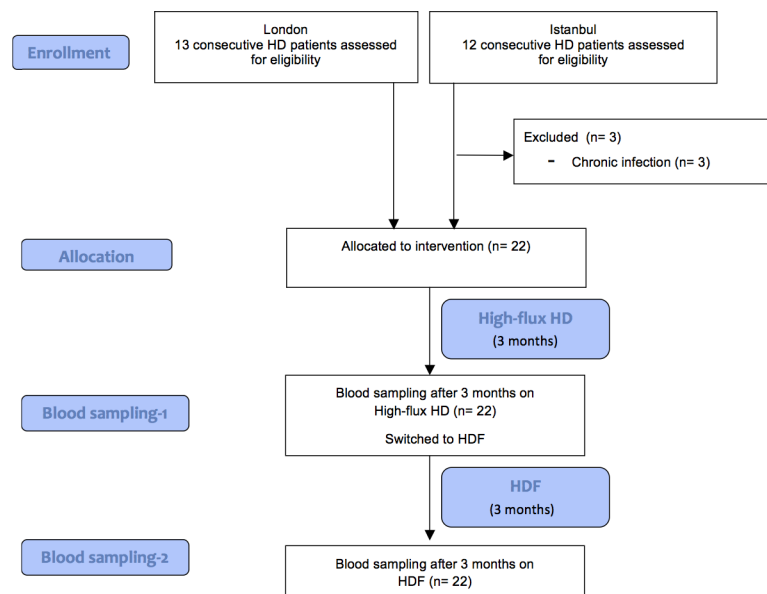 London
13 consecutive HD patients assessed
for eligibility
Istanbul
12 consecutive HD patients assessed
for eligibility
Enrollment
Excluded (n= 3)
- Chronic infection (n= 3)
Allocation
Allocated to intervention (n= 22)
High-flux HD
(3 months)
Blood sampling-1
Blood sampling after 3 months on
High-flux HD (n= 22)
Switched to HDF
HDF
(3 months)
Blood sampling-2
Blood sampling after 3 months on
HDF (n= 22)